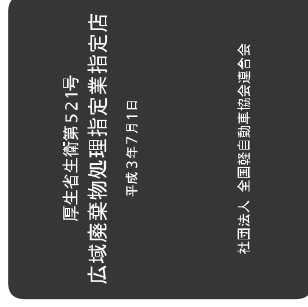 厚生省生衛第521号
広域廃棄物処理指定業指定店
平成3年7月1日
社団法人 全国軽自動車協会連合会